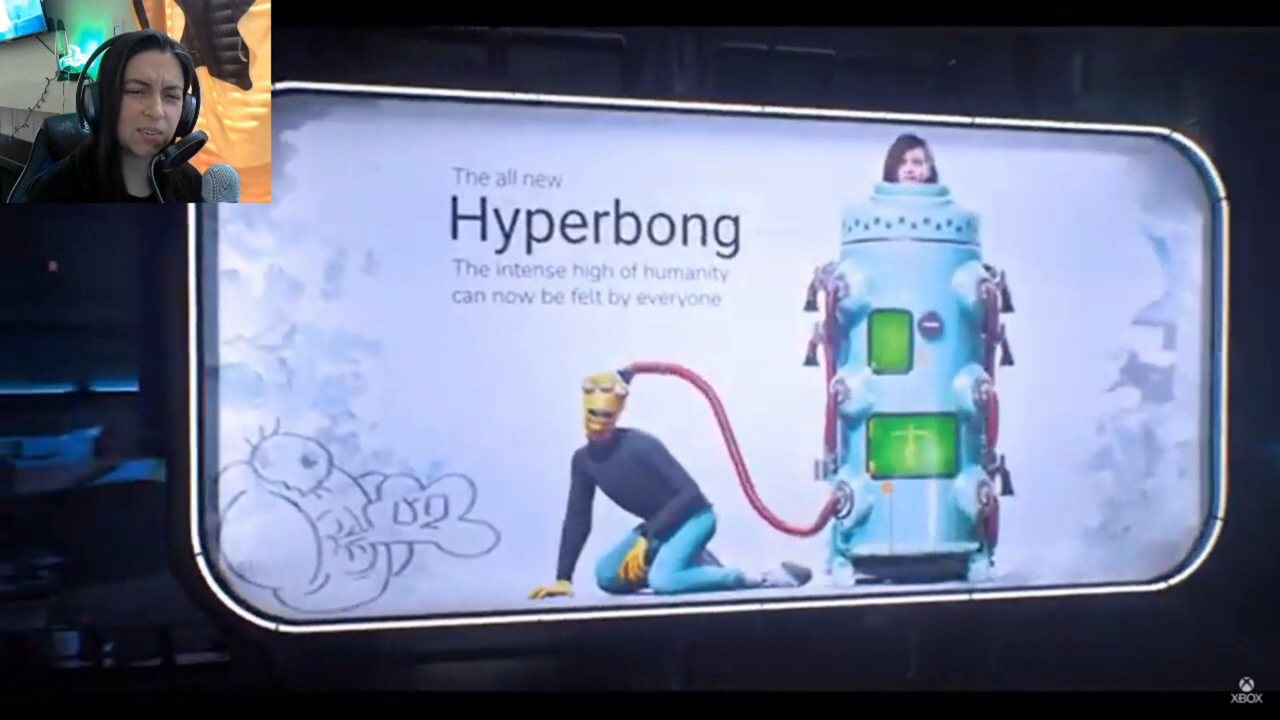 The all new
Hyperbong
The intense high of humanity
can now be felt by everyone
XBOX